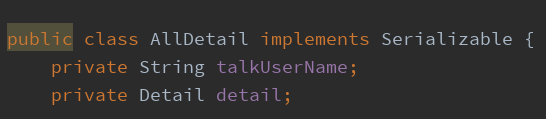 public class AllDetail implements Serializable {
private String talkUserName;
private Detail detail;